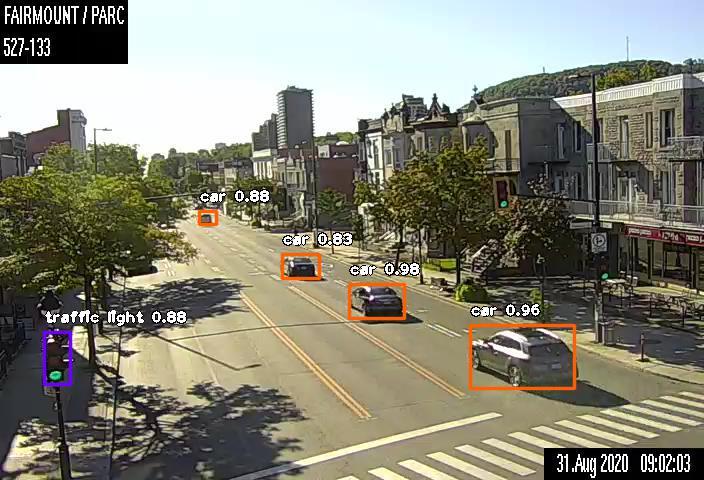 FAIRMOUNT / PARC
527-133
car 0.88
car 0.83
car 0.98
car 0.96
traffic light 0.88
31.Aug 2020 09:02:03